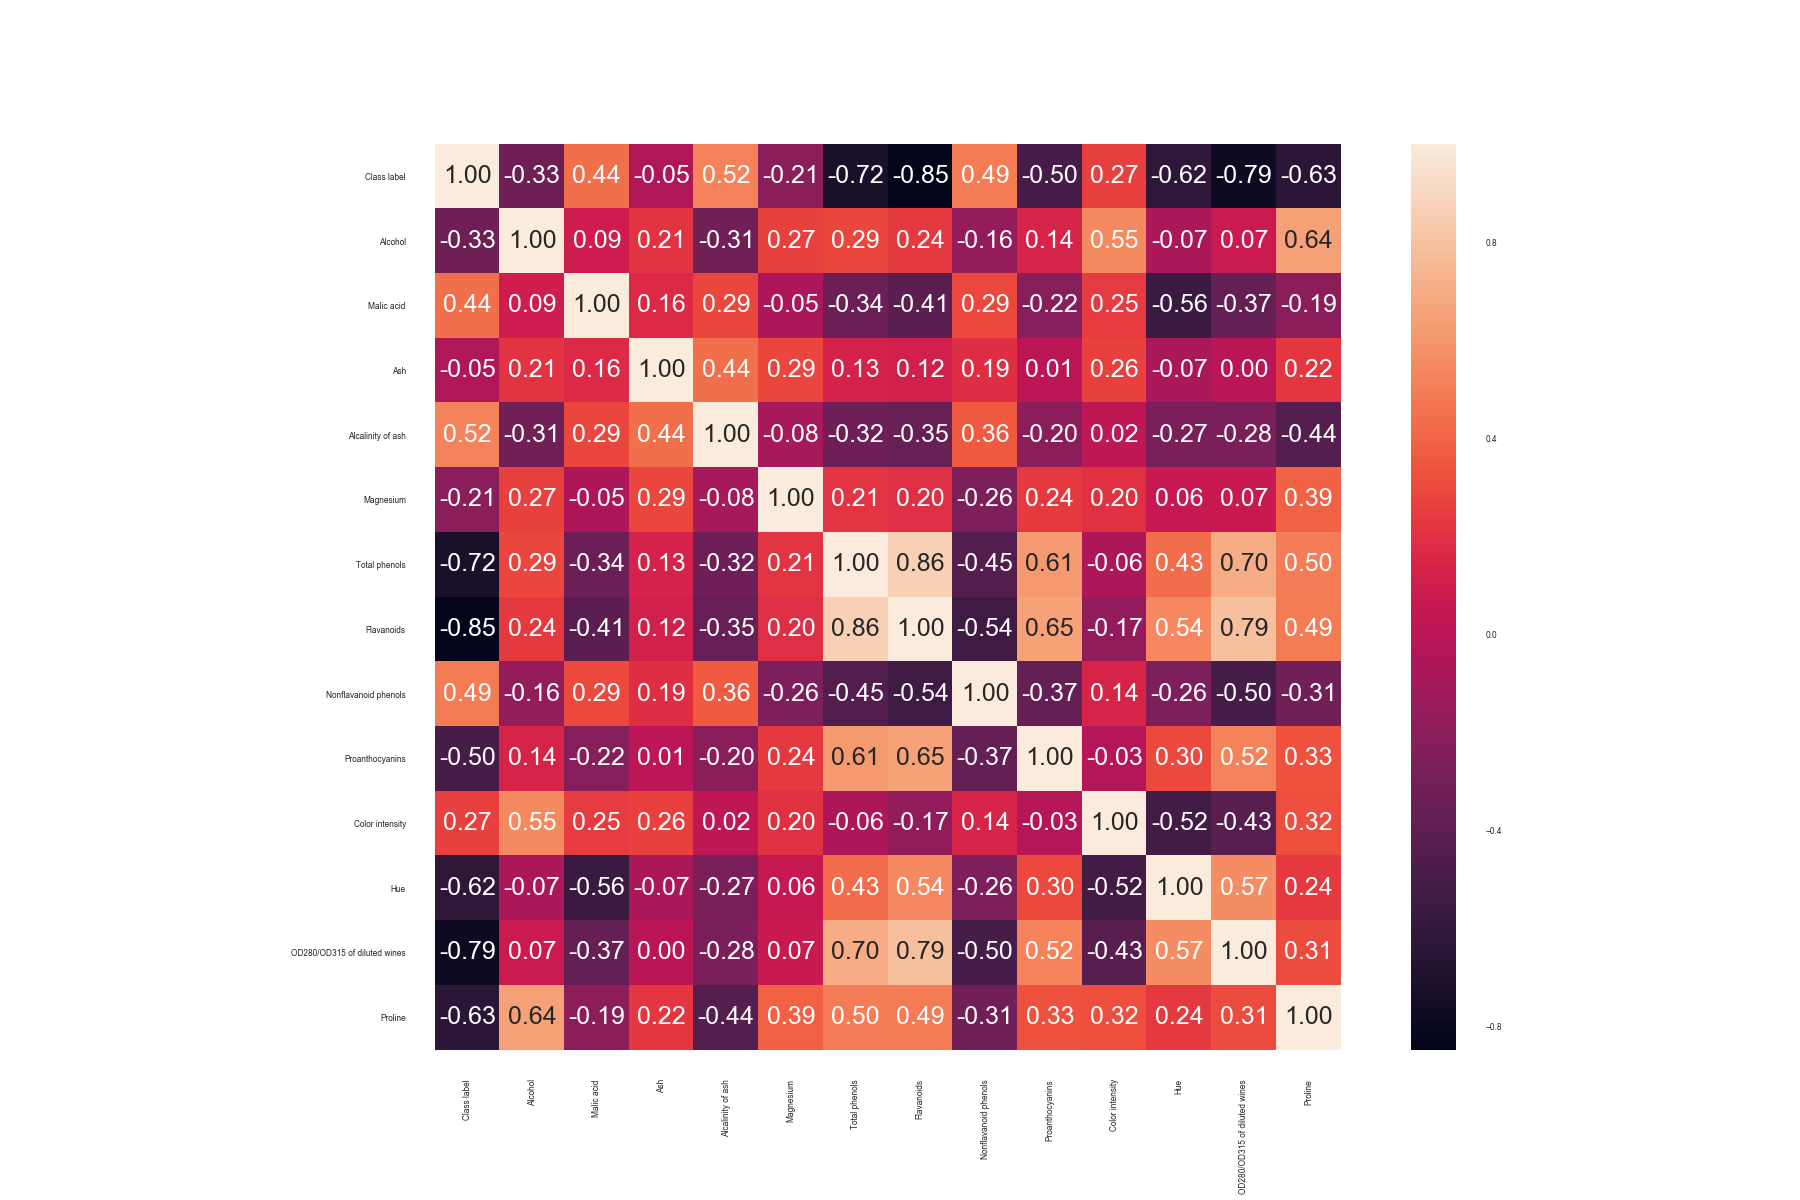 Class label 1.00 -0.33 0.44 -0.05 0.52 -0.21 -0.72 -0.85 0.49 -0.50 0.27 -0.62 -0.79 -0.63
Alcohol -0.33 1.00 0.09 0.21 -0.31 0.27 0.29 0.24 -0.16 0.14 0.55 -0.07 0.07 0.64
0.8
Malic acid 0.44 0.09 1.00 0.16 0.29 -0.05 -0.34 -0.41 0.29 -0.22 0.25 -0.56 -0.37 -0.19
Ash -0.05 0.21 0.16 1.00 0.44 0.29 0.13 0.12 0.19 0.01 0.26 -0.07 0.00 0.22
Alcalinity of ash 0.52 -0.31 0.29 0.44 1.00 -0.08 -0.32 -0.35 0.36 -0.20 0.02 -0.27 -0.28 -0.44
0.4
Magnesium -0.21 0.27 -0.05 0.29 -0.08 1.00 0.21 0.20 -0.26 0.24 0.20 0.06 0.07 0.39
Total phenols -0.72 0.29 -0.34 0.13 -0.32 0.21 1.00 0.86 -0.45 0.61 -0.06 0.43 0.70 0.50
Flavanoids -0.85 0.24 -0.41 0.12 -0.35 0.20 0.86 1.00 -0.54 0.65 -0.17 0.54 0.79 0.49
0.0
Nonflavanoid phenols 0.49 -0.16 0.29 0.19 0.36 -0.26 -0.45 -0.54 1.00 -0.37 0.14 -0.26 -0.50 -0.31
Proanthocyanins -0.50 0.14 -0.22 0.01 -0.20 0.24 0.61 0.65 -0.37 1.00 -0.03 0.30 0.52 0.33
Color intensity 0.27 0.55 0.25 0.26 0.02 0.20 -0.06 -0.17 0.14 -0.03 1.00 -0.52 -0.43 0.32
−0.4
Hue -0.62 -0.07 -0.56 -0.07 -0.27 0.06 0.43 0.54 -0.26 0.30 -0.52 1.00 0.57 0.24
OD280/OD315 of diluted wines -0.79 0.07 -0.37 0.00 -0.28 0.07 0.70 0.79 -0.50 0.52 -0.43 0.57 1.00 0.31
Proline -0.63 0.64 -0.19 0.22 -0.44 0.39 0.50 0.49 -0.31 0.33 0.32 0.24 0.31 1.00
−0.8
Class label
Alcohol
Malic acid
Ash
Alcalinity of ash
Magnesium
Total phenols
Flavanoids
Nonflavanoid phenols
Proanthocyanins
Color intensity
Hue
OD280/OD315 of diluted wines
Proline